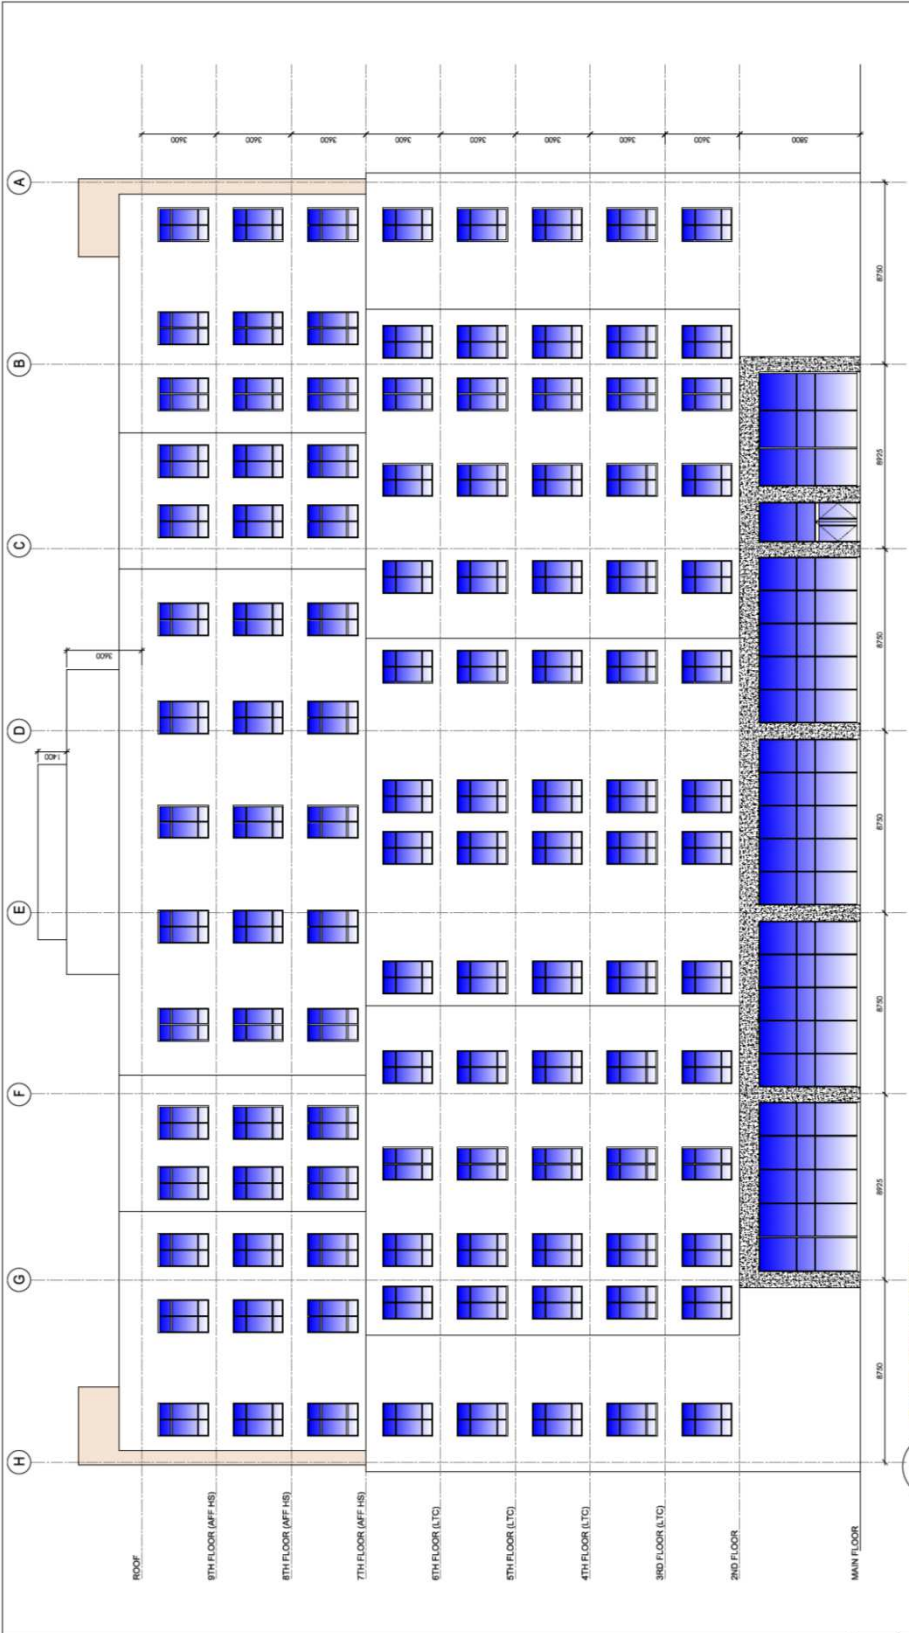 H G F E D C B A
1400
3600
ROOF
3600
9TH FLOOR (AFF HS)
3600
8TH FLOOR (AFF HS)
3600
7TH FLOOR (AFF HS)
3600
6TH FLOOR (LTC)
3600
5TH FLOOR (LTC)
3600
4TH FLOOR (LTC)
3600
3RD FLOOR (LTC)
3600
2ND FLOOR
5800
MAIN FLOOR
8750 8925 8750 8750 8750 8925 8750